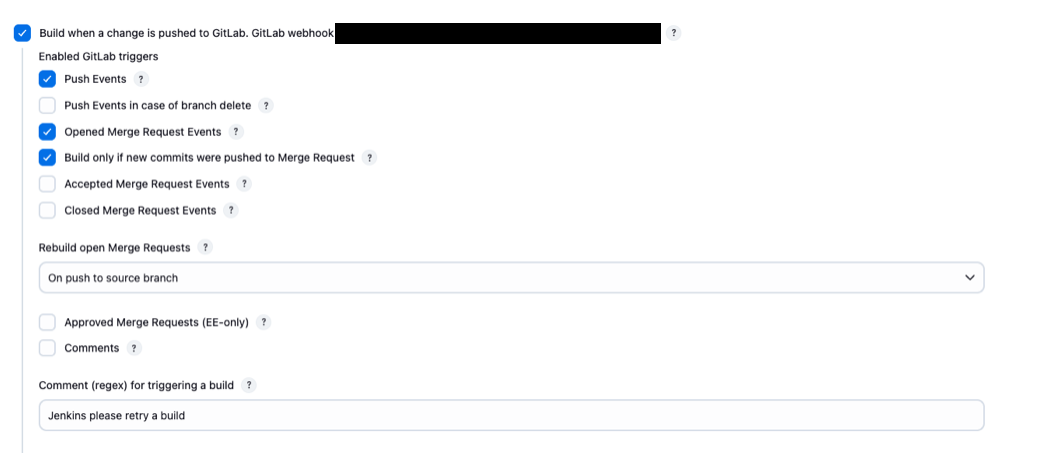 Build when a change is pushed to GitLab. GitLab webhook ?
Enabled GitLab triggers
Push Events ?
Push Events in case of branch delete ?
Opened Merge Request Events ?
Build only if new commits were pushed to Merge Request ?
Accepted Merge Request Events ?
Closed Merge Request Events ?
Rebuild open Merge Requests ?
On push to source branch
Approved Merge Requests (EE-only) ?
Comments ?
Comment (regex) for triggering a build ?
Jenkins please retry a build